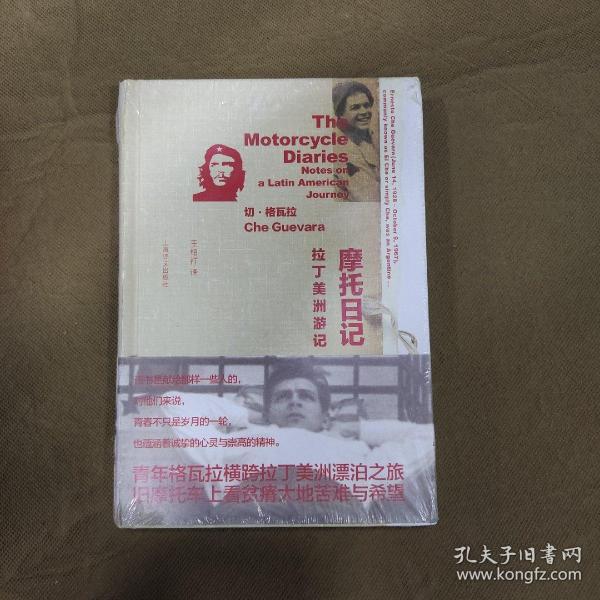 The
Motorcycle
Diaries
Notes on
a Latin American
Journey
切·格瓦拉
Che Guevara
Ernesto Che Guevara(June 14, 1928 – October 9, 1967),
commonly known as El Che or simply Che, was an Argentine ...
摩托日记
拉丁美洲游记
王绍祥 译
上海译文出版社
这书是献给那样一些人的,
对他们来说,
青春不只是岁月的一轮,
也蕴涵着诚挚的心灵与崇高的精神。
青年格瓦拉横跨拉丁美洲漂泊之旅
旧摩托车上看贫瘠大地苦难与希望
孔夫子旧书网
www.kongfz.com